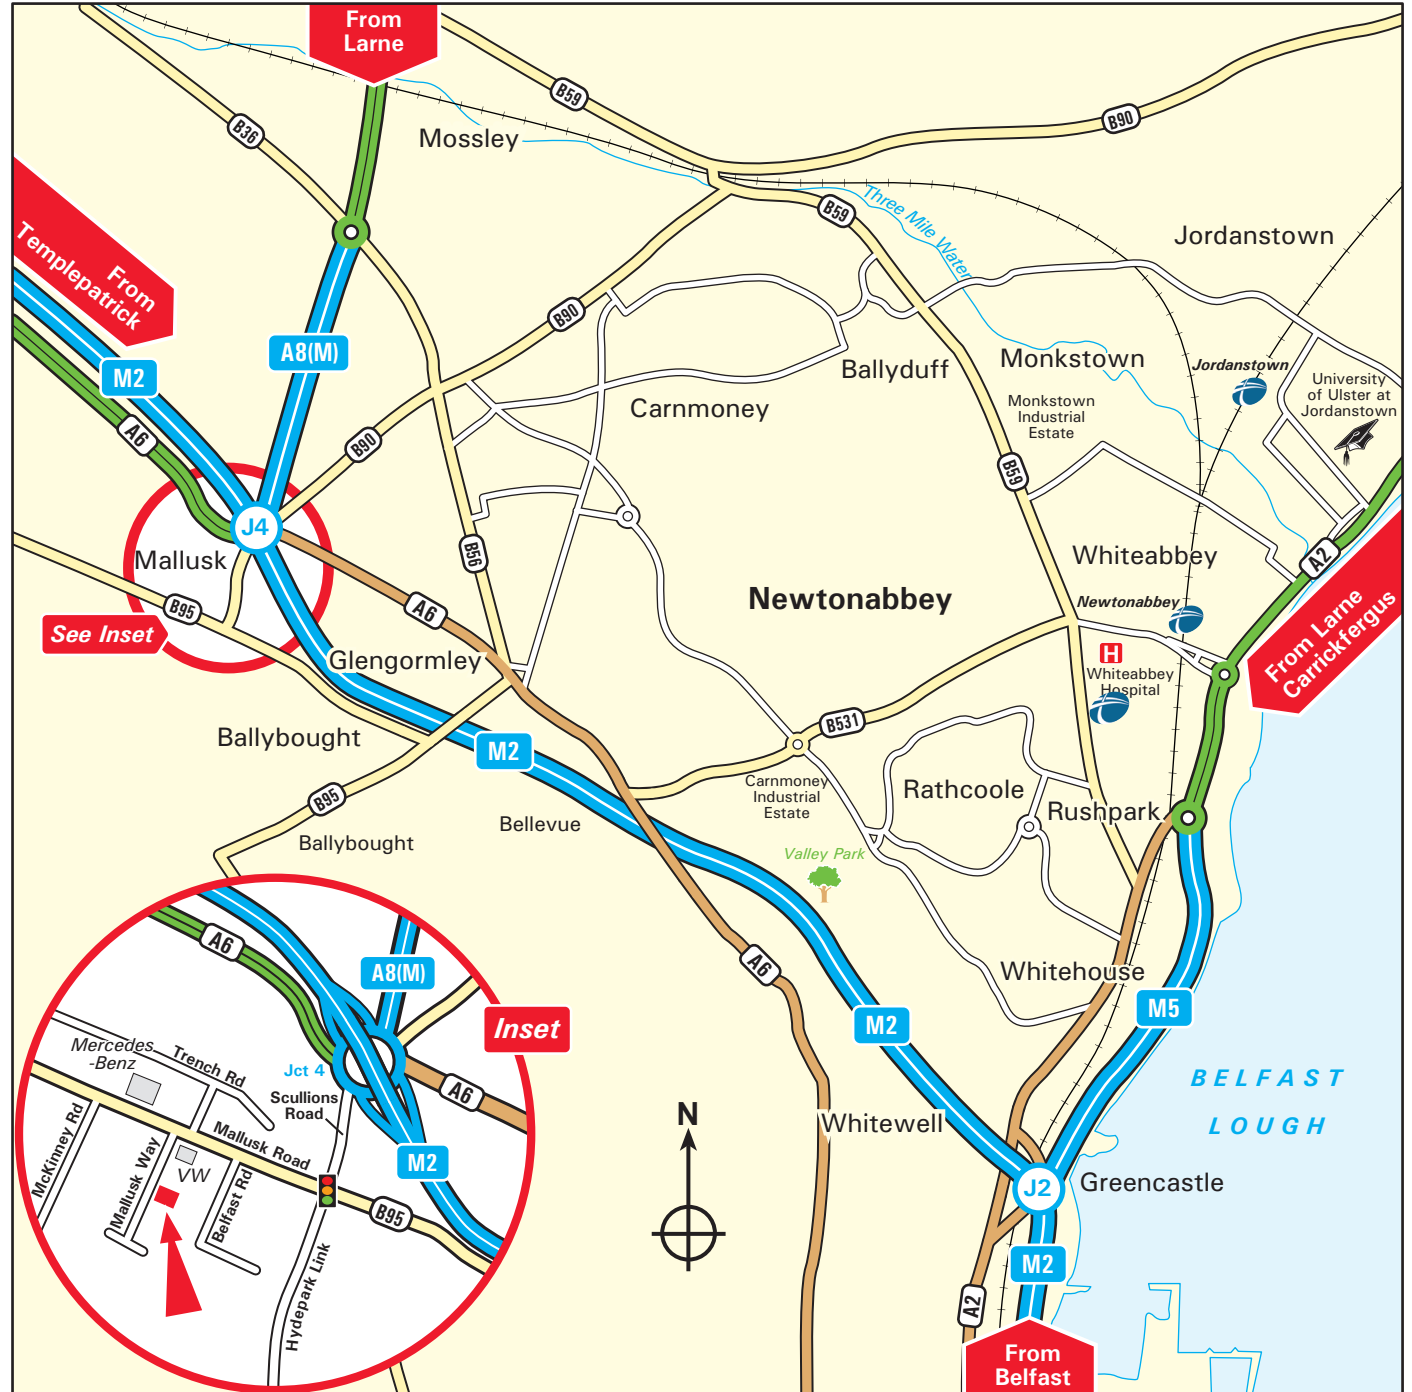 From
Larne
B59
B90
B36
Mossley
From
Templepatrick
B59
Three Mile Water
Jordanstown
A8(M)
B90
M2
Ballyduff
Monkstown
Jordanstown
University
of Ulster at
Jordanstown
Carnmoney
Monkstown
Industrial
Estate
A6
B90
B59
J4
Mallusk
B56
Whiteabbey
A2
B95
A6
Newtonabbey
Newtonabbey
See Inset
From Larne
Carrickfergus
Glengormley
H
Whiteabbey
Hospital
Ballybought
M2
B531
Carnmoney
Industrial
Estate
Rathcoole
Rushpark
B95
Bellevue
Ballybought
Valley Park
A6
A8(M)
A6
Whitehouse
M5
Inset
M2
Mercedes
-Benz
Trench Rd
Jct 4
Scullions
Road
A6
BELFAST
LOUGH
McKinney Rd
Mallusk Way
Mallusk Road
VW
Belfast Rd
M2
B95
Hydepark Link
N
Whitewell
J2
Greencastle
M2
A2
From
Belfast